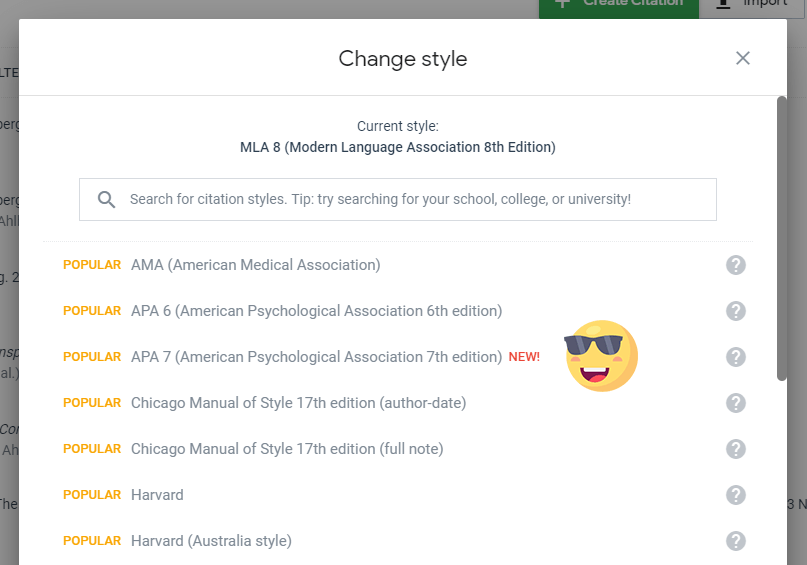 Create Citation
Import
Change style
Current style:
MLA 8 (Modern Language Association 8th Edition)
Search for citation styles. Tip: try searching for your school, college, or university!
POPULAR AMA (American Medical Association)
POPULAR APA 6 (American Psychological Association 6th edition)
POPULAR APA 7 (American Psychological Association 7th edition) NEW!
POPULAR Chicago Manual of Style 17th edition (author-date)
POPULAR Chicago Manual of Style 17th edition (full note)
POPULAR Harvard
The
3 N
POPULAR Harvard (Australia style)